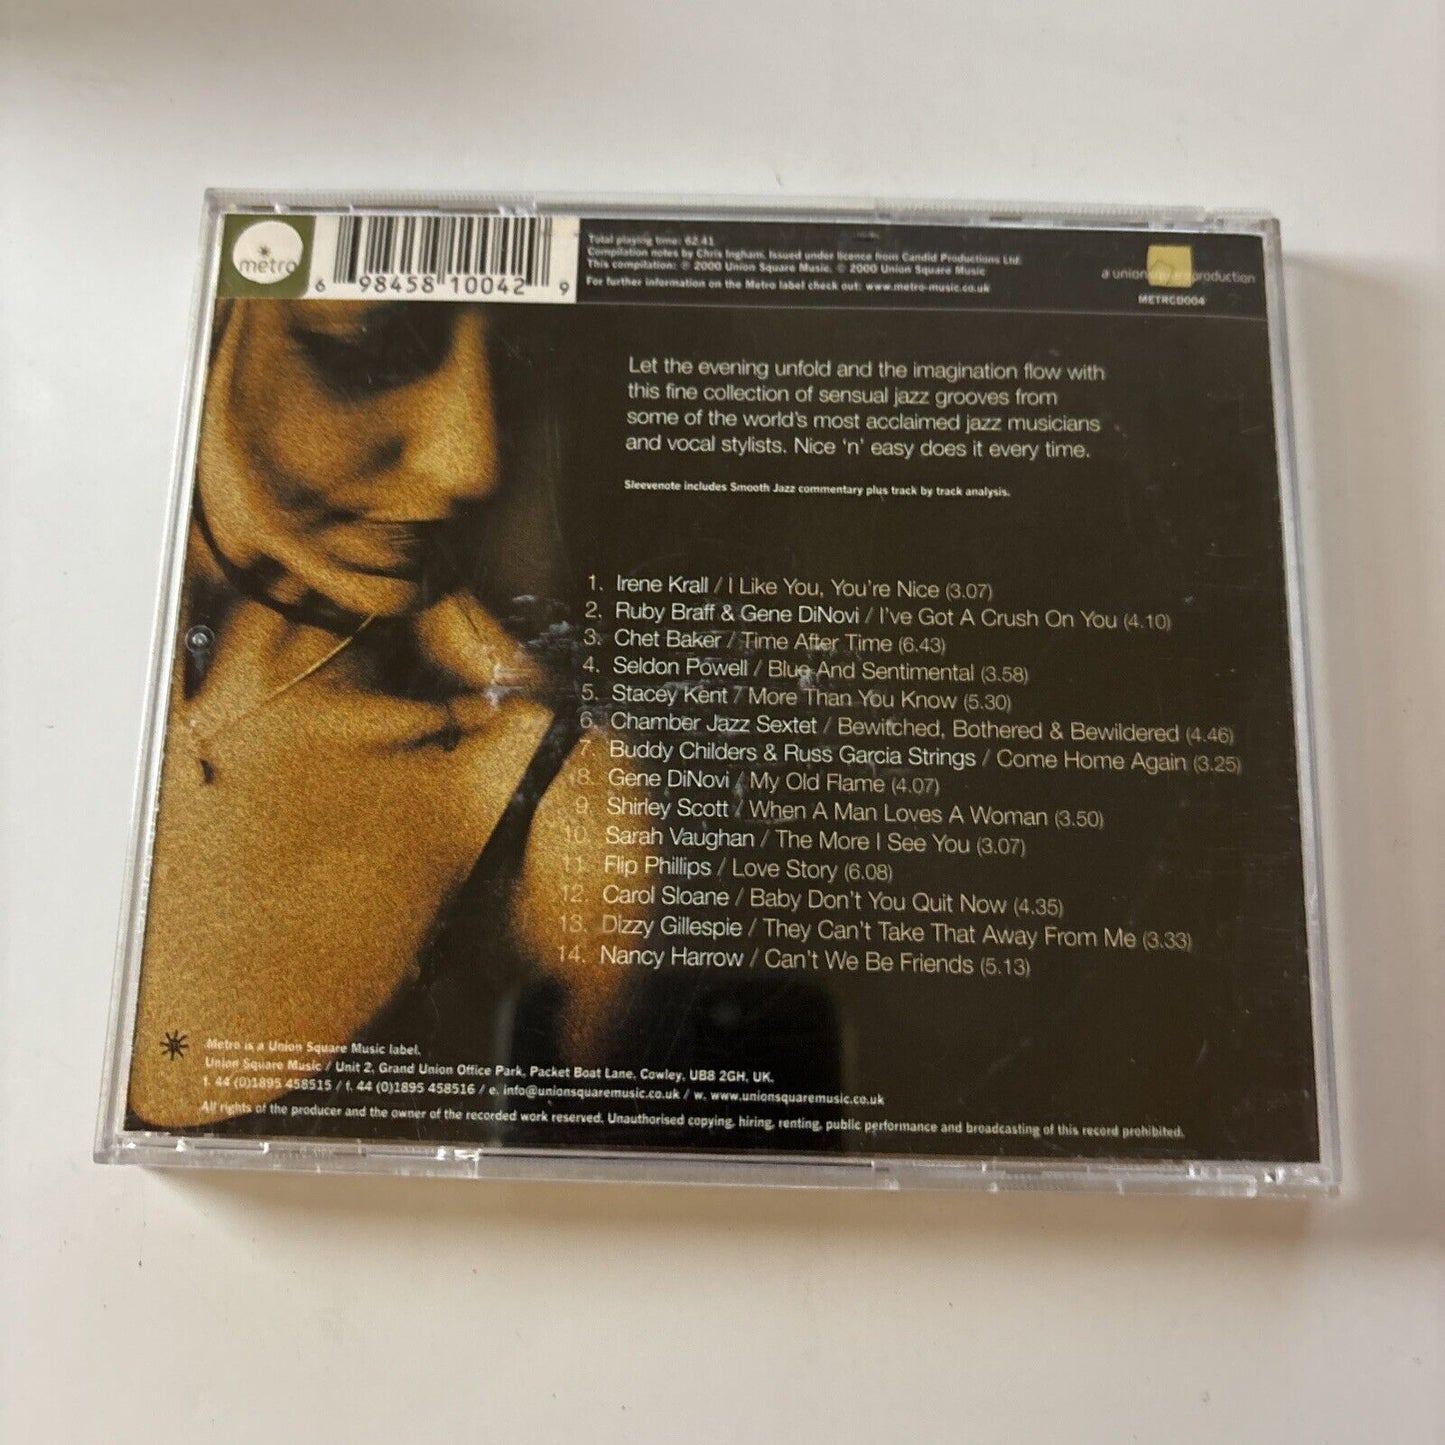 metro
6 98458 10042 9
Total playing time: 62.41
Compilation notes by Chris Ingham. Issued under licence from Candid Productions Ltd.
This compilation: ℗ 2000 Union Square Music. © 2000 Union Square Music
For further information on the Metro label check out: www.metro-music.co.uk
a union production
METRCD004
Let the evening unfold and the imagination flow with
this fine collection of sensual jazz grooves from
some of the world's most acclaimed jazz musicians
and vocal stylists. Nice 'n' easy does it every time.
Sleevenote includes Smooth Jazz commentary plus track by track analysis.
1. Irene Krall / I Like You, You're Nice (3.07)
2. Ruby Braff & Gene DiNovi / I've Got A Crush On You (4.10)
3. Chet Baker / Time After Time (6.43)
4. Seldon Powell / Blue And Sentimental (3.58)
5. Stacey Kent / More Than You Know (5.30)
6. Chamber Jazz Sextet / Bewitched, Bothered & Bewildered (4.46)
7. Buddy Childers & Russ Garcia Strings / Come Home Again (3.25)
8. Gene DiNovi / My Old Flame (4.07)
9. Shirley Scott / When A Man Loves A Woman (3.50)
10. Sarah Vaughan / The More I See You (3.07)
11. Flip Phillips / Love Story (6.08)
12. Carol Sloane / Baby Don't You Quit Now (4.35)
13. Dizzy Gillespie / They Can't Take That Away From Me (3.33)
14. Nancy Harrow / Can't We Be Friends (5.13)
Metro is a Union Square Music label.
Union Square Music / Unit 2, Grand Union Office Park, Packet Boat Lane, Cowley, UB8 2GH, UK.
t. 44 (0)1895 458515 / f. 44 (0)1895 458516 / e. info@unionsquaremusic.co.uk / w. www.unionsquaremusic.co.uk
All rights of the producer and the owner of the recorded work reserved. Unauthorised copying, hiring, renting, public performance and broadcasting of this record prohibited.